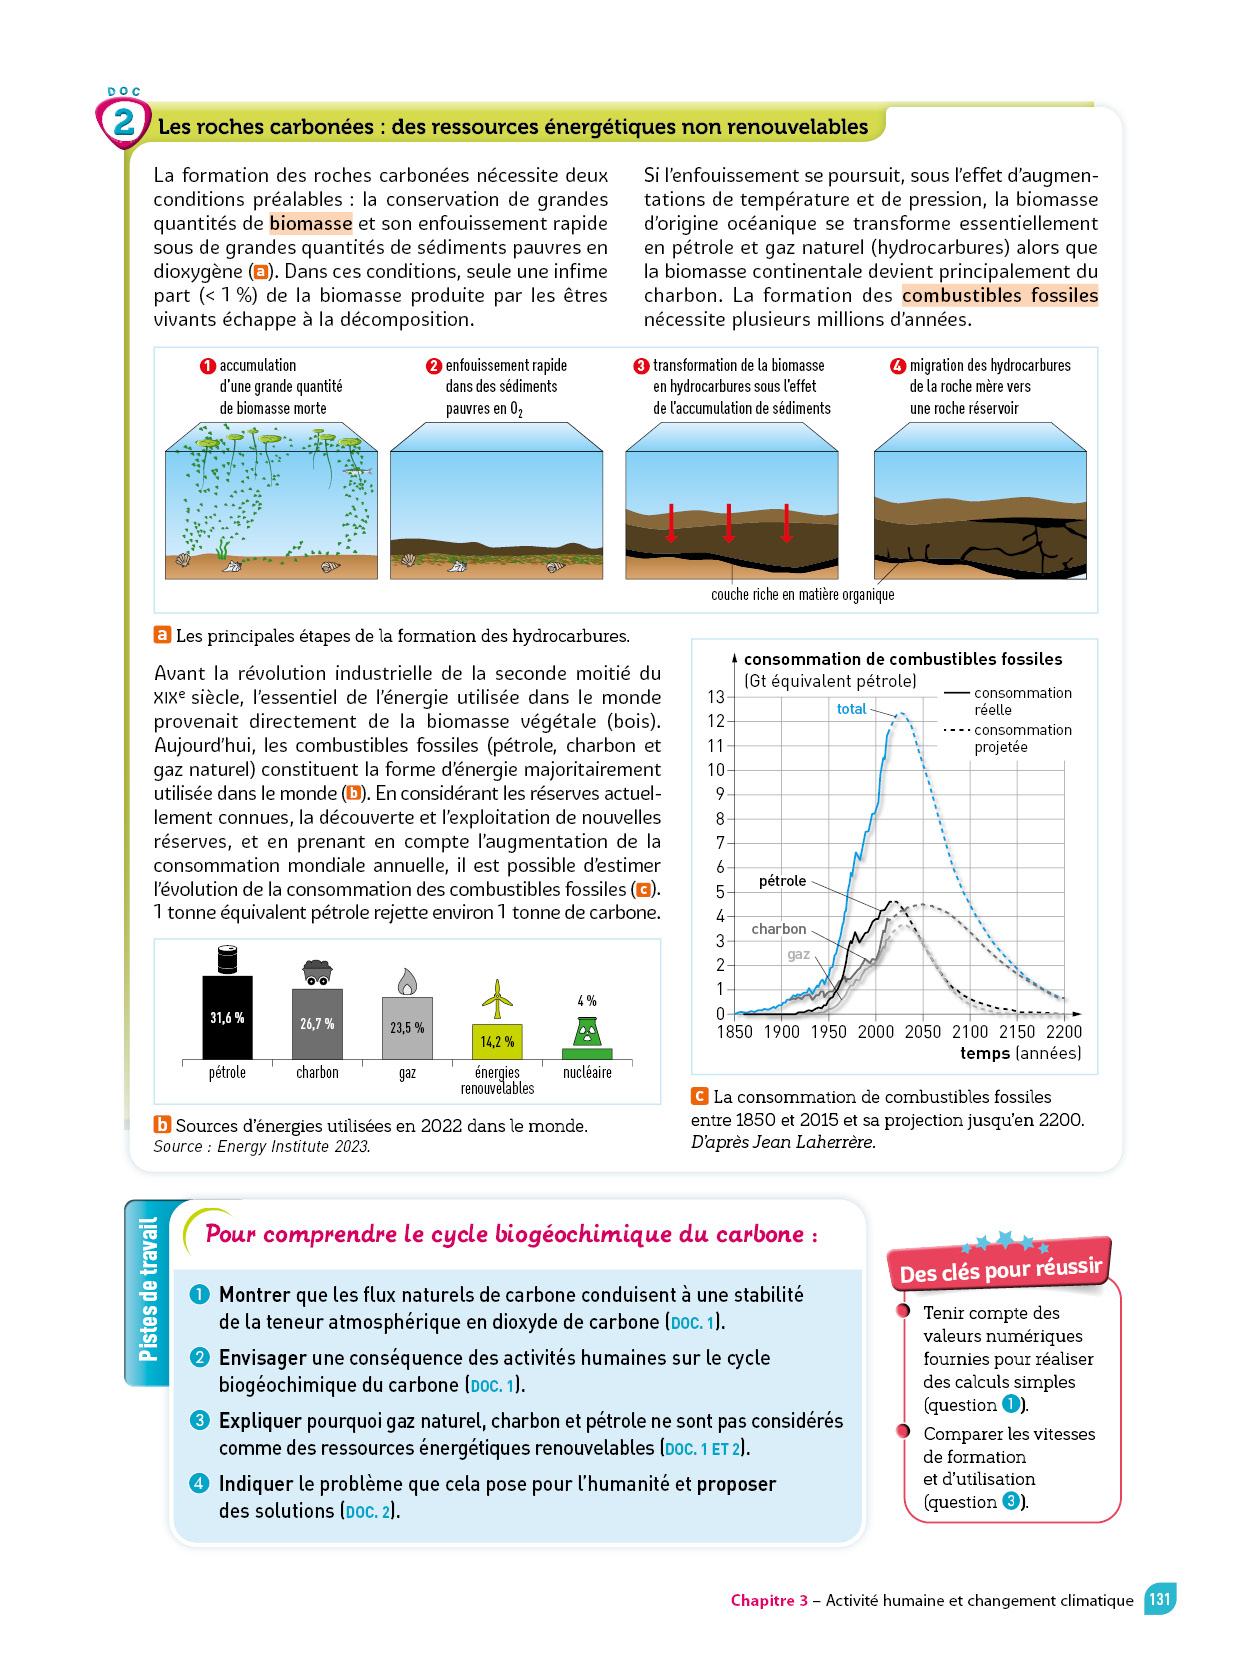 DOC
2
Les roches carbonées : des ressources énergétiques non renouvelables
La formation des roches carbonées nécessite deux
conditions préalables : la conservation de grandes
quantités de biomasse et son enfouissement rapide
sous de grandes quantités de sédiments pauvres en
dioxygène (a). Dans ces conditions, seule une infime
part (< 1 %) de la biomasse produite par les êtres
vivants échappe à la décomposition.
Si l'enfouissement se poursuit, sous l'effet d'augmen-
tations de température et de pression, la biomasse
d'origine océanique se transforme essentiellement
en pétrole et gaz naturel (hydrocarbures) alors que
la biomasse continentale devient principalement du
charbon. La formation des combustibles fossiles
nécessite plusieurs millions d'années.
1 accumulation
d'une grande quantité
de biomasse morte
2 enfouissement rapide
dans des sédiments
pauvres en O₂
3 transformation de la biomasse
en hydrocarbures sous l'effet
de l'accumulation de sédiments
4 migration des hydrocarbures
de la roche mère vers
une roche réservoir
couche riche en matière organique
a Les principales étapes de la formation des hydrocarbures.
Avant la révolution industrielle de la seconde moitié du
XIXᵉ siècle, l'essentiel de l'énergie utilisée dans le monde
provenait directement de la biomasse végétale (bois).
Aujourd'hui, les combustibles fossiles (pétrole, charbon et
gaz naturel) constituent la forme d'énergie majoritairement
utilisée dans le monde (b). En considérant les réserves actuel-
lement connues, la découverte et l'exploitation de nouvelles
réserves, et en prenant en compte l'augmentation de la
consommation mondiale annuelle, il est possible d'estimer
l'évolution de la consommation des combustibles fossiles (c).
1 tonne équivalent pétrole rejette environ 1 tonne de carbone.
31,6 %
26,7 %
23,5 %
14,2 %
4 %
pétrole
charbon
gaz
énergies
renouvelables
nucléaire
b Sources d'énergies utilisées en 2022 dans le monde.
Source : Energy Institute 2023.
consommation de combustibles fossiles
(Gt équivalent pétrole)
consommation
réelle
consommation
projetée
total
pétrole
charbon
gaz
13
12
11
10
9
8
7
6
5
4
3
2
1
0
1850 1900 1950 2000 2050 2100 2150 2200
temps (années)
c La consommation de combustibles fossiles
entre 1850 et 2015 et sa projection jusqu'en 2200.
D'après Jean Laherrère.
Pistes de travail
Pour comprendre le cycle biogéochimique du carbone :
1 Montrer que les flux naturels de carbone conduisent à une stabilité
de la teneur atmosphérique en dioxyde de carbone (DOC. 1).
2 Envisager une conséquence des activités humaines sur le cycle
biogéochimique du carbone (DOC. 1).
3 Expliquer pourquoi gaz naturel, charbon et pétrole ne sont pas considérés
comme des ressources énergétiques renouvelables (DOC. 1 ET 2).
4 Indiquer le problème que cela pose pour l'humanité et proposer
des solutions (DOC. 2).
Des clés pour réussir
Tenir compte des
valeurs numériques
fournies pour réaliser
des calculs simples
(question 1).
Comparer les vitesses
de formation
et d'utilisation
(question 3).
Chapitre 3 – Activité humaine et changement climatique 131